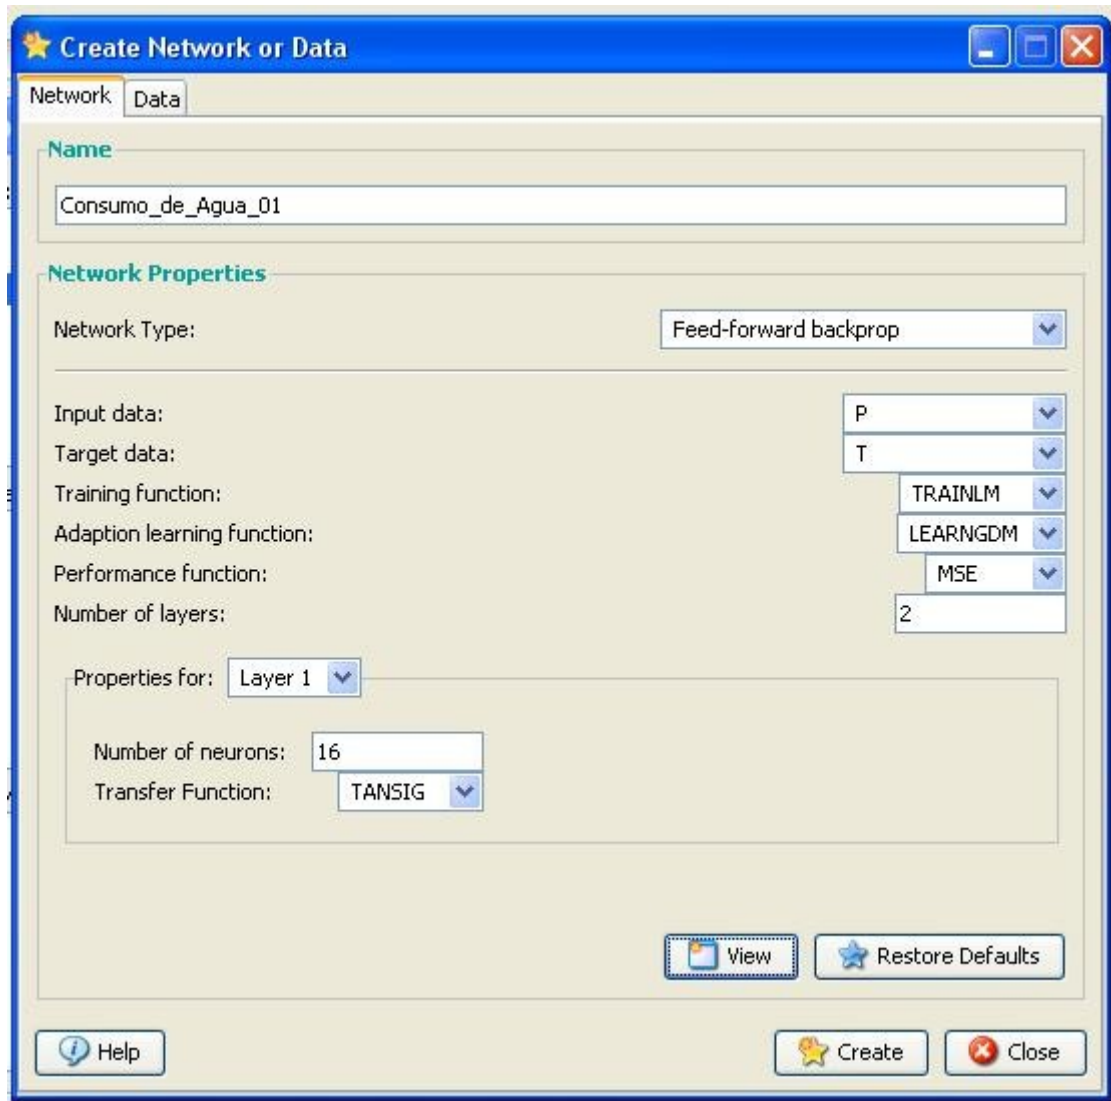 Create Network or Data
Network Data
Name
Consumo_de_Agua_01
Network Properties
Network Type: Feed-forward backprop
Input data: P
Target data: T
Training function: TRAINLM
Adaption learning function: LEARNGDM
Performance function: MSE
Number of layers: 2
Properties for: Layer 1
Number of neurons: 16
Transfer Function: TANSIG
View Restore Defaults
Help Create Close